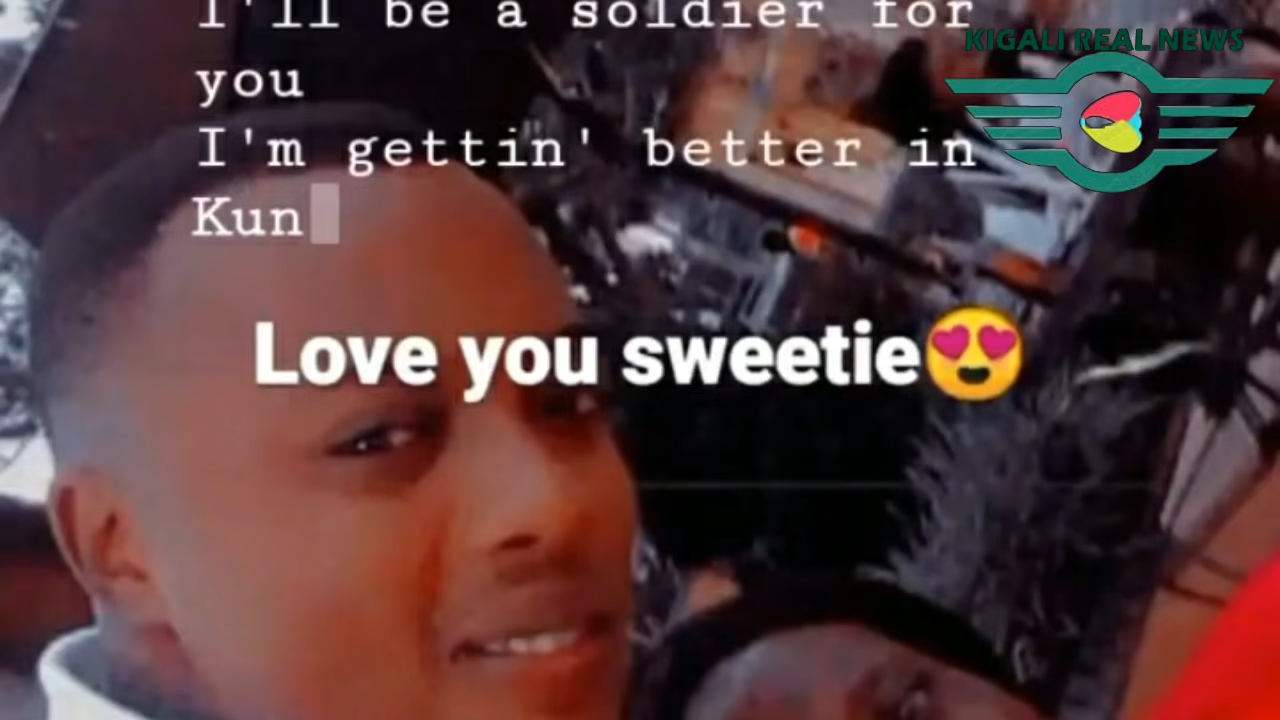 I'll be a soldier for
KIGALI REAL NEWS
you
I'm gettin' better in
Kun
Love you sweetie😍